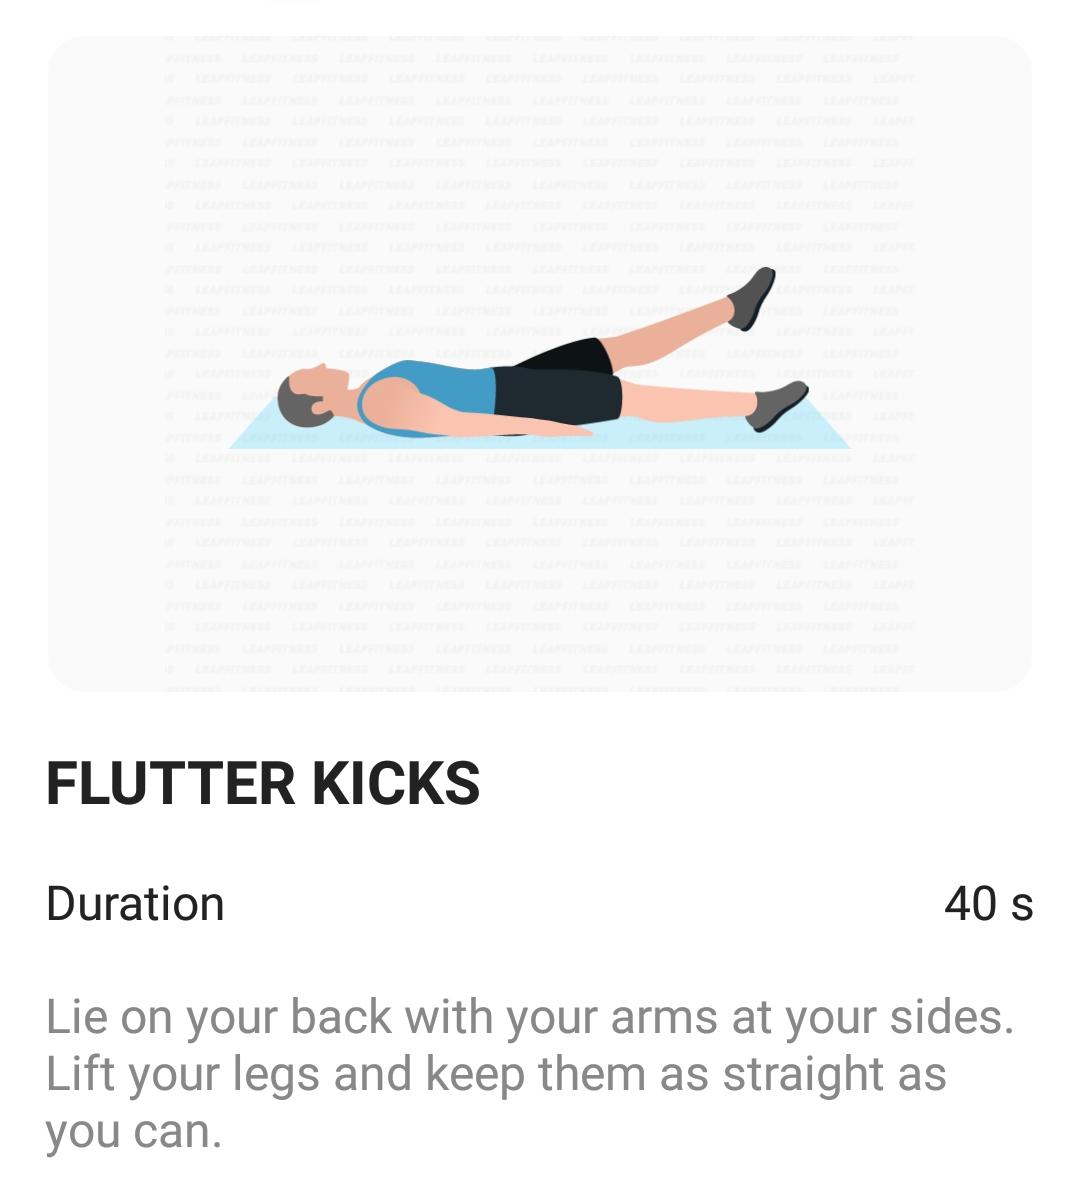 LEAPFITNESS
FLUTTER KICKS
Duration 40 s
Lie on your back with your arms at your sides.
Lift your legs and keep them as straight as
you can.